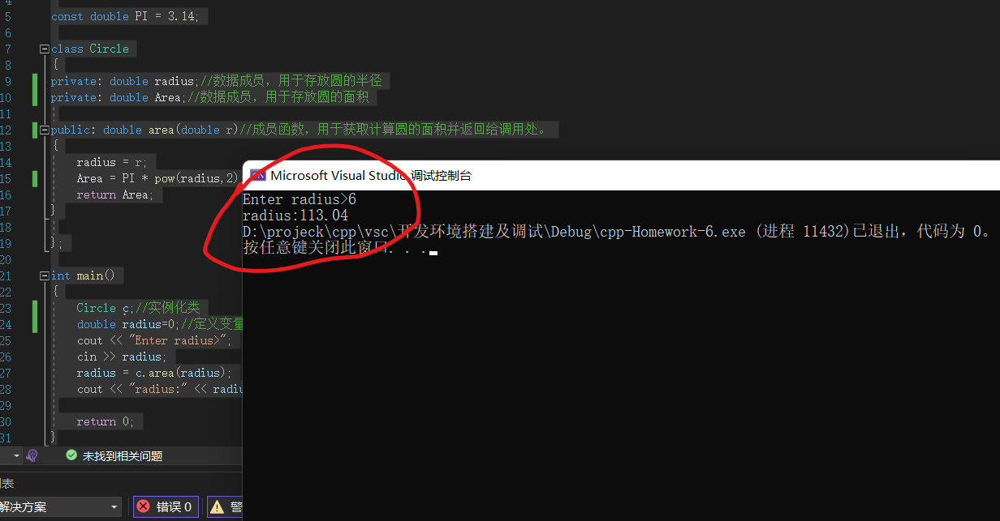 4
5 const double PI = 3.14;
6
7 class Circle
8 {
9 private: double radius;//数据成员，用于存放圆的半径
10 private: double Area;//数据成员，用于存放圆的面积
11
12 public: double area(double r)//成员函数，用于获取计算圆的面积并返回给调用处。
13 {
14 radius = r;
15 Area = PI * pow(radius,2)
16 return Area;
17 }
18
19 };
20
21 int main()
22 {
23 Circle c;//实例化类
24 double radius=0;//定义变量
25 cout << "Enter radius>";
26 cin >> radius;
27 radius = c.area(radius);
28 cout << "radius:" << radiu
29
30 return 0;
31 }
未找到相关问题
列表
解决方案
错误 0
警
Microsoft Visual Studio 调试控制台
Enter radius>6
radius:113.04
D:\projeck\cpp\vsc\开发环境搭建及调试\Debug\cpp-Homework-6.exe (进程 11432)已退出，代码为 0。
按任意键关闭此窗口. . .